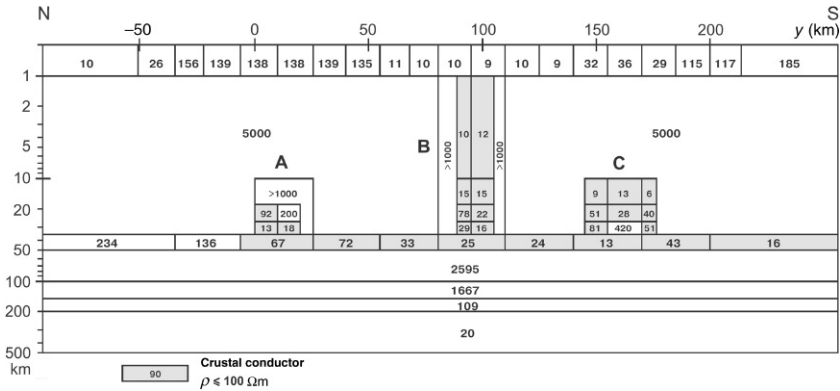 N S
−50 0 50 100 150 200 y (km)
10 26 156 139 138 138 139 135 11 10 10 9 10 9 32 36 29 115 117 185
1
2
5
10
20
50
100
200
500
km
5000 A B C 5000
>1000
92 200
13 18
>1000 >1000
10 12
15 15
78 22
29 16
9 13 6
51 28 40
81 420 51
234 136 67 72 33 25 24 13 43 16
2595
1667
109
20
90 Crustal conductor
ρ ⩽ 100 Ωm